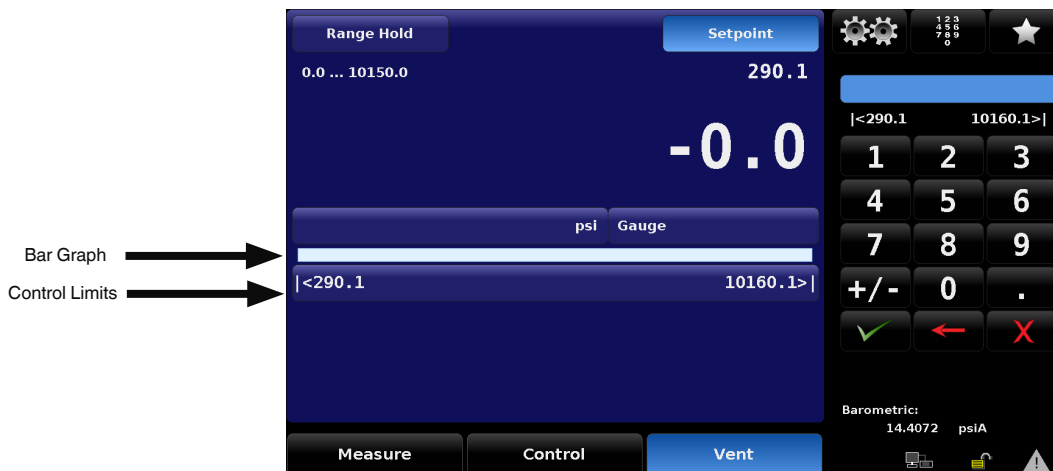 Range Hold
Setpoint
0.0 ... 10150.0
290.1
-0.0
psi
Gauge
Bar Graph
Control Limits
|<290.1
10160.1>|
Measure
Control
Vent
1 2 3
4 5 6
7 8 9
0
|<290.1
10160.1>|
1
2
3
4
5
6
7
8
9
+/-
0
.
Barometric:
14.4072 psiA